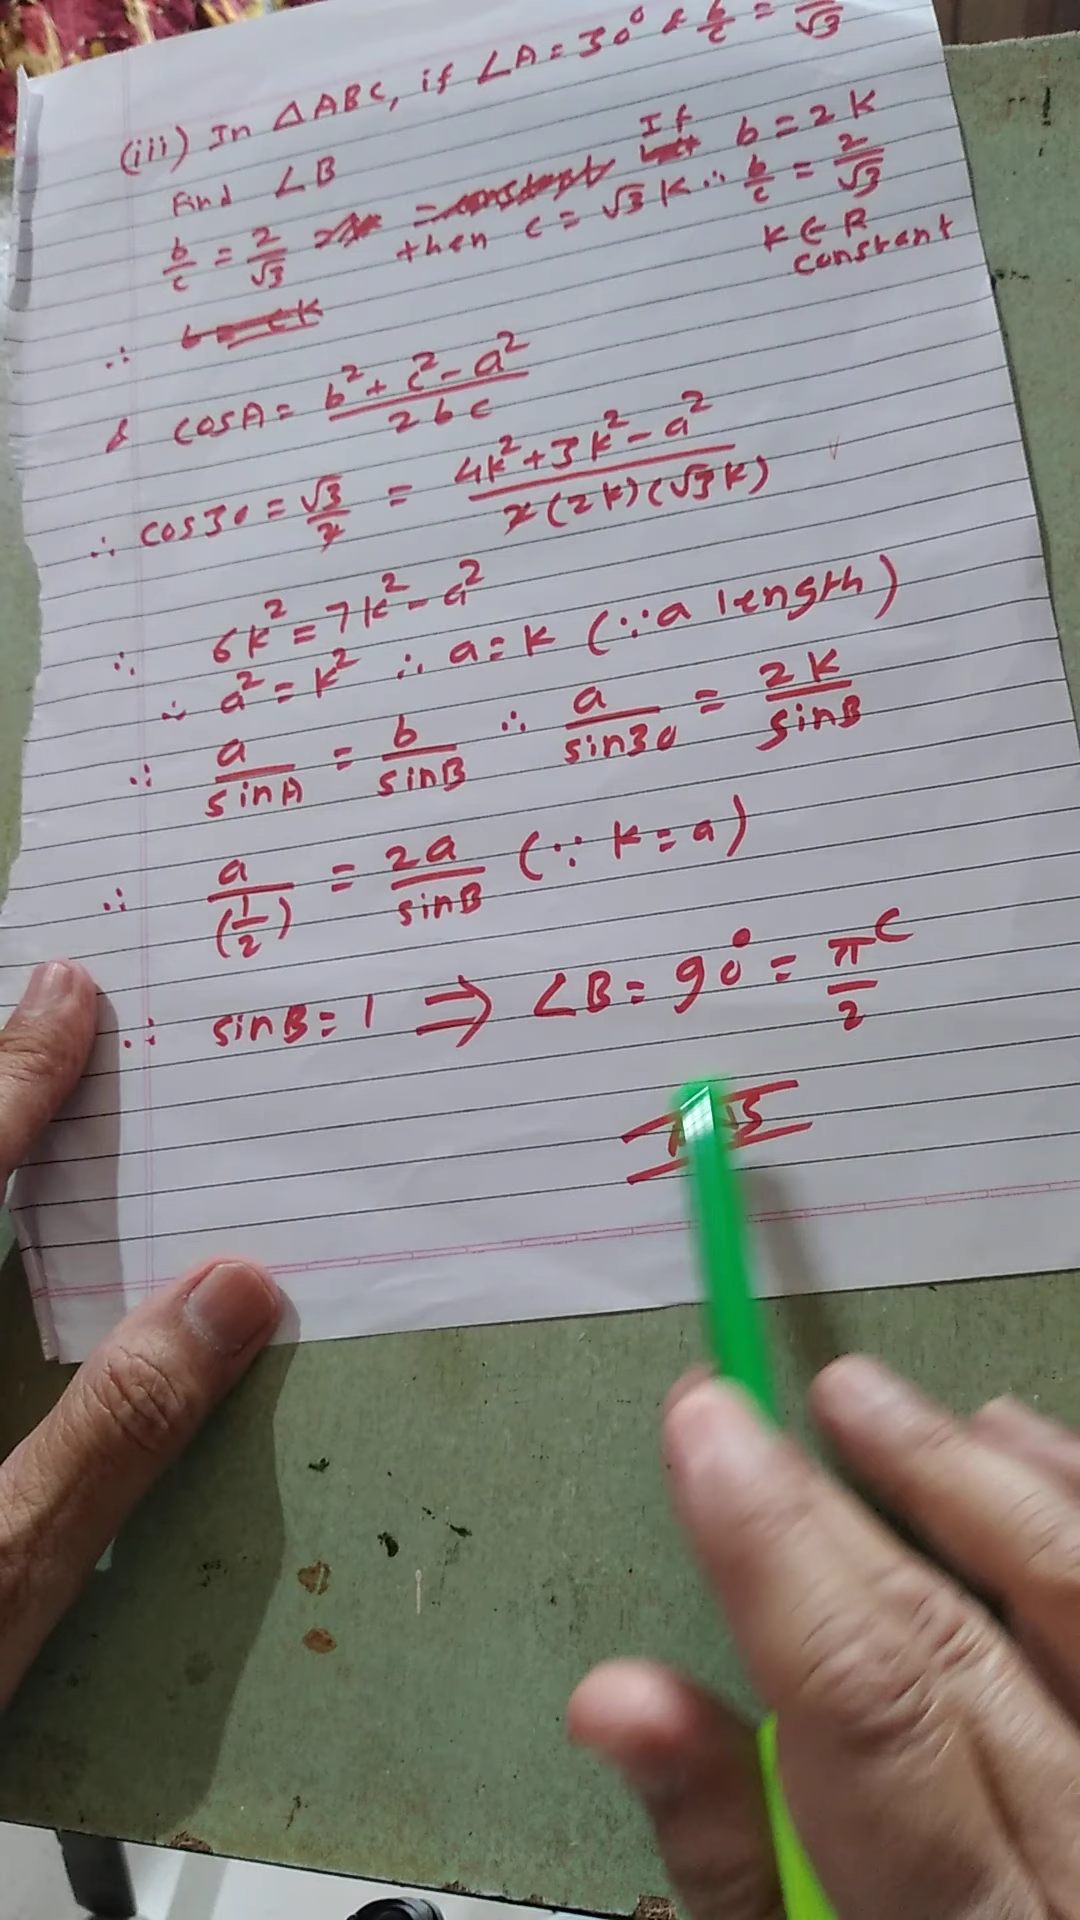 (iii) In △ABC, if ∠A = 30° & b/c = /√3
Find ∠B
b/c = 2/√3 If b = 2K
then c = √3 K ∴ b/c = 2/√3
K ∈ R
constant
∴
& cosA = (b² + c² - a²)/(2bc)
∴ cos30 = √3/2 = (4K² + 3K² - a²)/(2(2K)(√3K))
∴ 6K² = 7K² - a²
∴ a² = K² ∴ a = K (∵ a length)
∴ a/sinA = b/sinB ∴ a/sin30 = 2K/sinB
∴ a/(1/2) = 2a/sinB (∵ K = a)
∴ sinB = 1 ⇒ ∠B = 90° = π/2 ᶜ